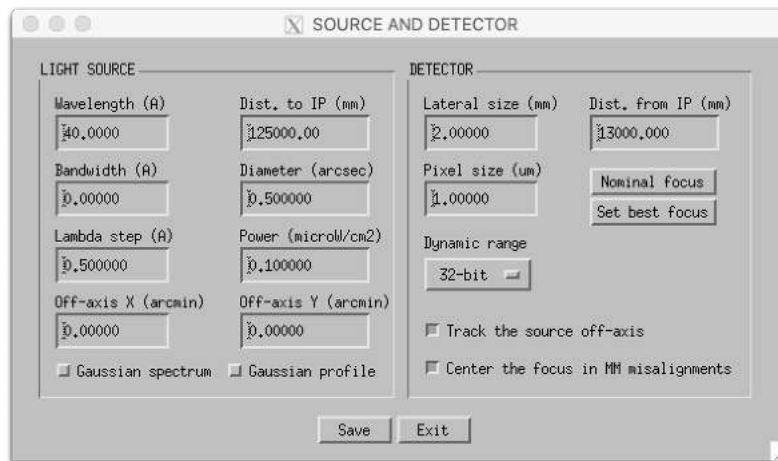 SOURCE AND DETECTOR
LIGHT SOURCE
Wavelength (A) Dist. to IP (mm)
40.0000 125000.00
Bandwidth (A) Diameter (arcsec)
0.00000 0.500000
Lambda step (A) Power (microW/cm2)
0.500000 0.100000
Off-axis X (arcmin) Off-axis Y (arcmin)
0.00000 0.00000
Gaussian spectrum Gaussian profile
DETECTOR
Lateral size (mm) Dist. from IP (mm)
2.00000 13000.000
Pixel size (um)
1.00000
Nominal focus
Set best focus
Dynamic range
32-bit
Track the source off-axis
Center the focus in MM misalignments
Save Exit